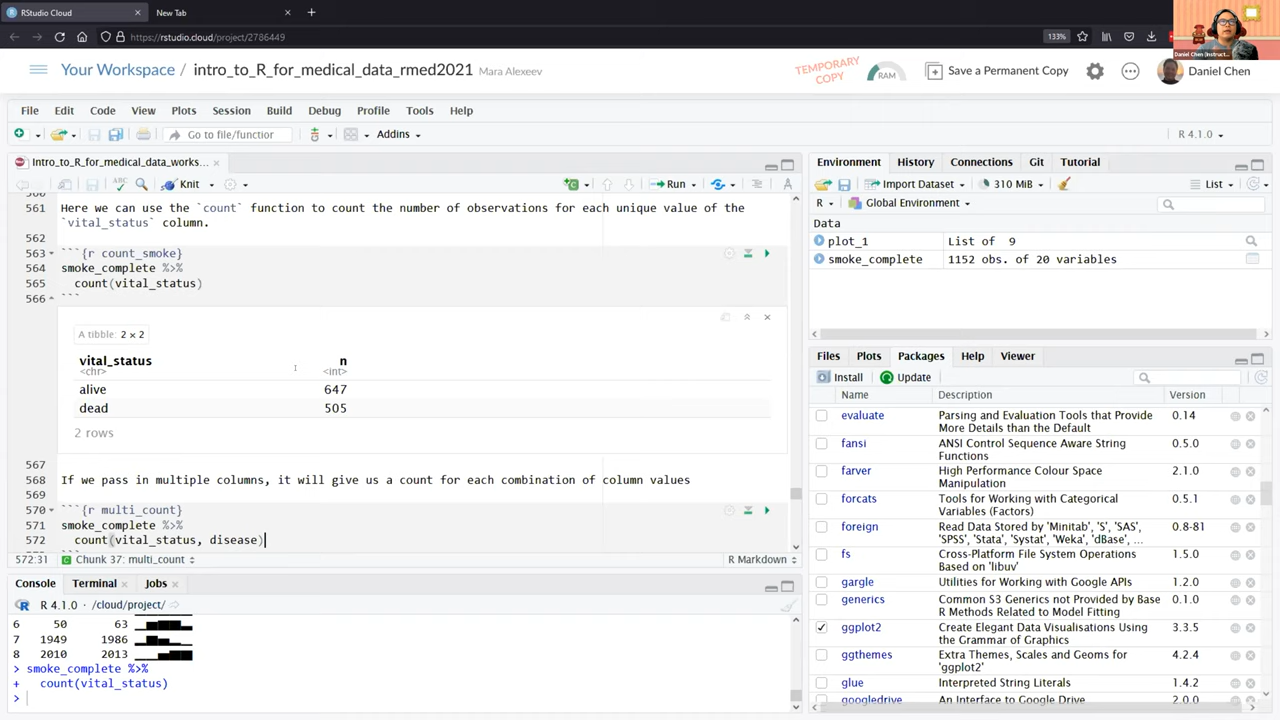 RStudio Cloud
New Tab
https://rstudio.cloud/project/2786449
133%
Daniel Chen (Instruct...
Your Workspace / intro_to_R_for_medical_data_rmed2021 Mara Alexeev
TEMPORARY COPY
RAM
Save a Permanent Copy
Daniel Chen
File Edit Code View Plots Session Build Debug Profile Tools Help
Go to file/function
Addins
R 4.1.0
Intro_to_R_for_medical_data_works...
Knit
Run
560
561 Here we can use the `count` function to count the number of observations for each unique value of the
`vital_status` column.
562
563 ```{r count_smoke}
564 smoke_complete %>%
565 count(vital_status)
566 ```
A tibble: 2 × 2
vital_status n
<chr> <int>
alive 647
dead 505
2 rows
567
568 If we pass in multiple columns, it will give us a count for each combination of column values
569
570 ```{r multi_count}
571 smoke_complete %>%
572 count(vital_status, disease)
572:31 Chunk 37: multi_count R Markdown
Console Terminal Jobs
R 4.1.0 · /cloud/project/
6 50 63
7 1949 1986
8 2010 2013
> smoke_complete %>%
+ count(vital_status)
>
Environment History Connections Git Tutorial
Import Dataset 310 MiB List
R Global Environment
Data
plot_1 List of 9
smoke_complete 1152 obs. of 20 variables
Files Plots Packages Help Viewer
Install Update
Name Description Version
evaluate Parsing and Evaluation Tools that Provide 0.14
More Details than the Default
fansi ANSI Control Sequence Aware String 0.5.0
Functions
farver High Performance Colour Space 2.1.0
Manipulation
forcats Tools for Working with Categorical 0.5.1
Variables (Factors)
foreign Read Data Stored by 'Minitab', 'S', 'SAS', 0.8-81
'SPSS', 'Stata', 'Systat', 'Weka', 'dBase', ...
fs Cross-Platform File System Operations 1.5.0
Based on 'libuv'
gargle Utilities for Working with Google APIs 1.2.0
generics Common S3 Generics not Provided by Base 0.1.0
R Methods Related to Model Fitting
ggplot2 Create Elegant Data Visualisations Using 3.3.5
the Grammar of Graphics
ggthemes Extra Themes, Scales and Geoms for 4.2.4
'ggplot2'
glue Interpreted String Literals 1.4.2
googledrive An Interface to Google Drive 2.0.0